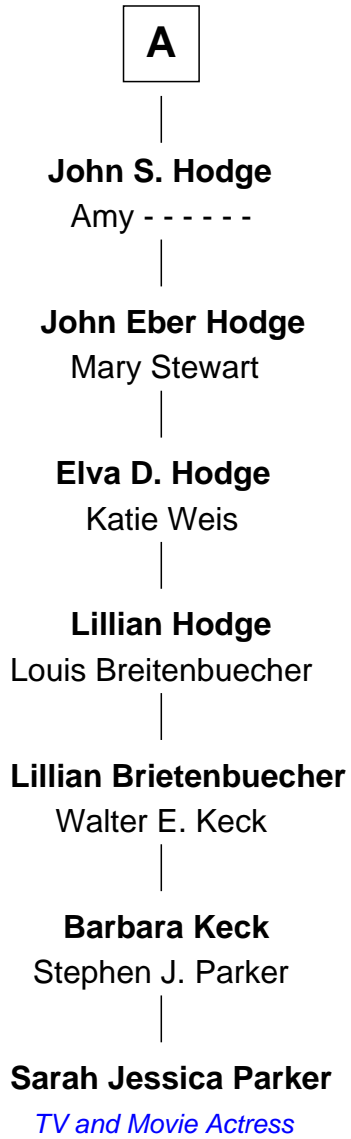 A
John S. Hodge
Amy - - - - - -
John Eber Hodge
Mary Stewart
Elva D. Hodge
Katie Weis
Lillian Hodge
Louis Breitenbuecher
Lillian Brietenbuecher
Walter E. Keck
Barbara Keck
Stephen J. Parker
Sarah Jessica Parker
TV and Movie Actress